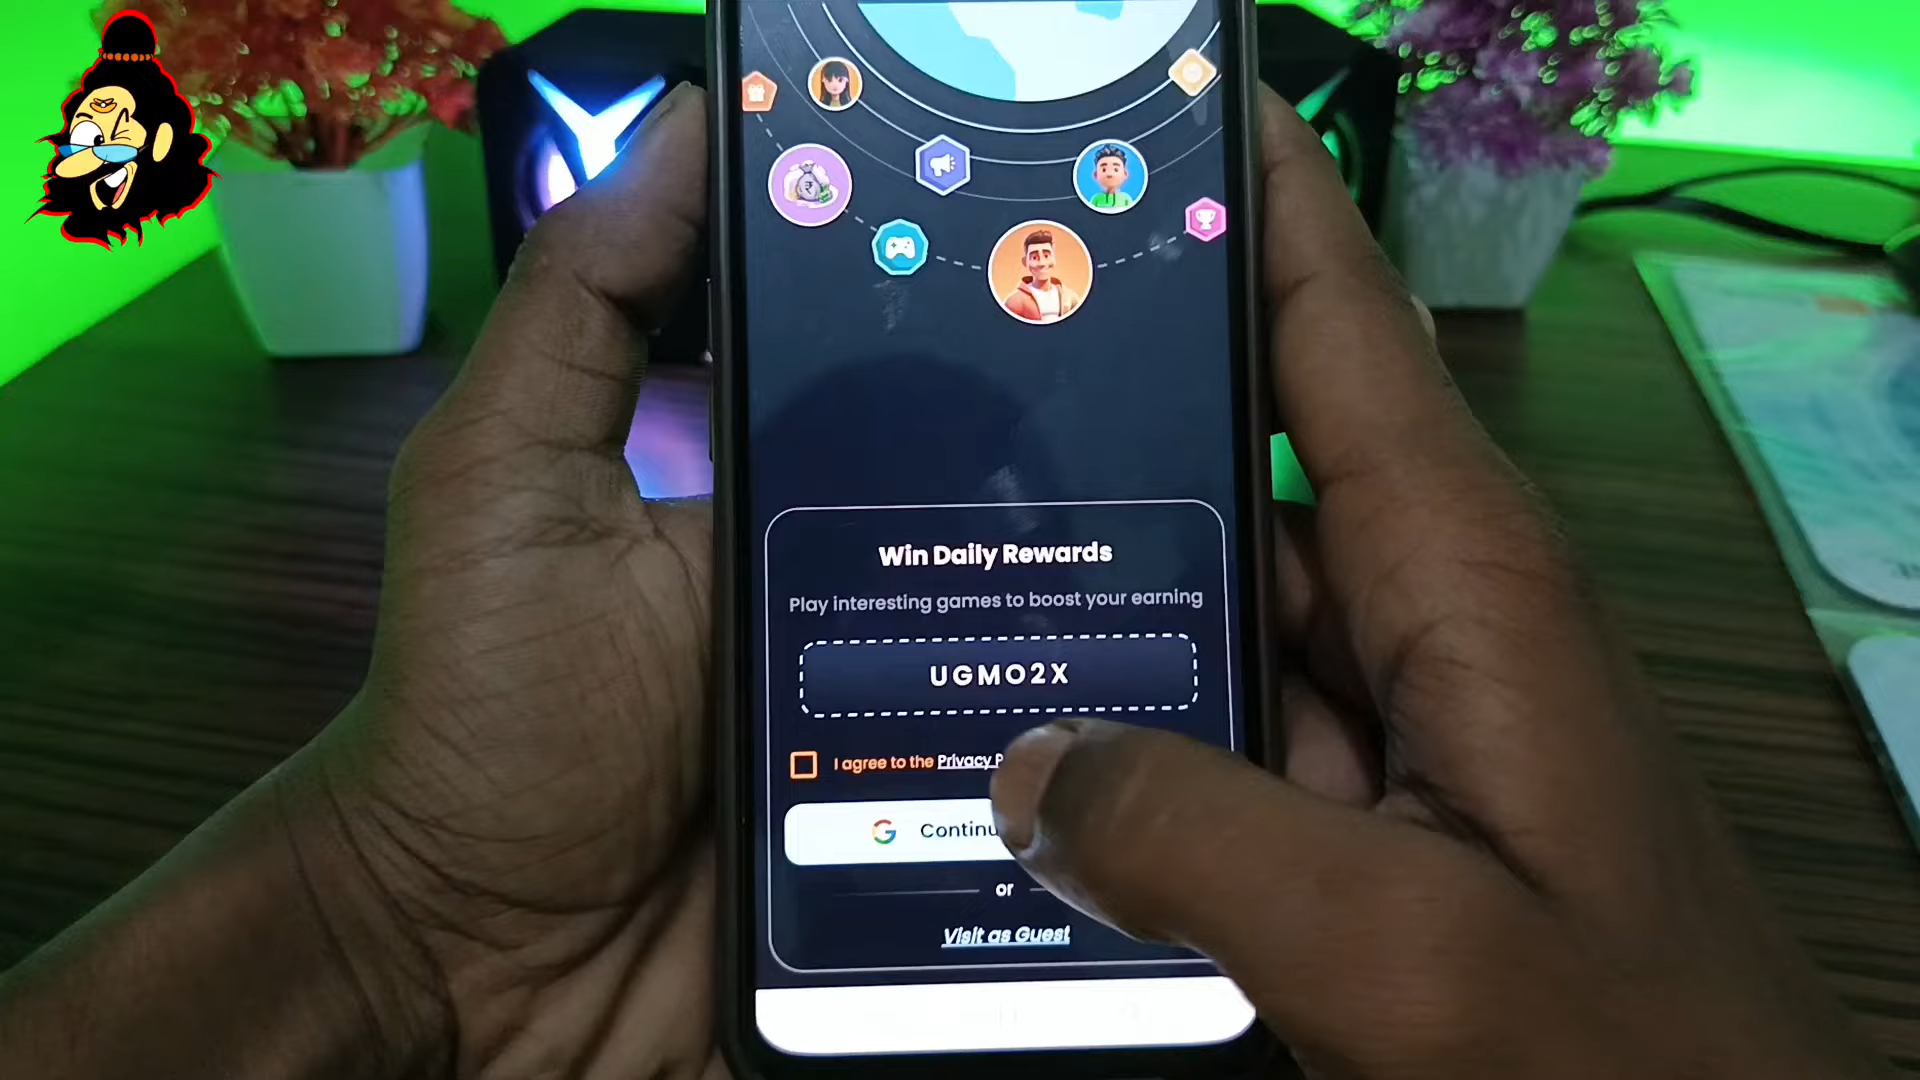 Win Daily Rewards
Play interesting games to boost your earning
UGMO2X
I agree to the Privacy
or
Visit as Guest